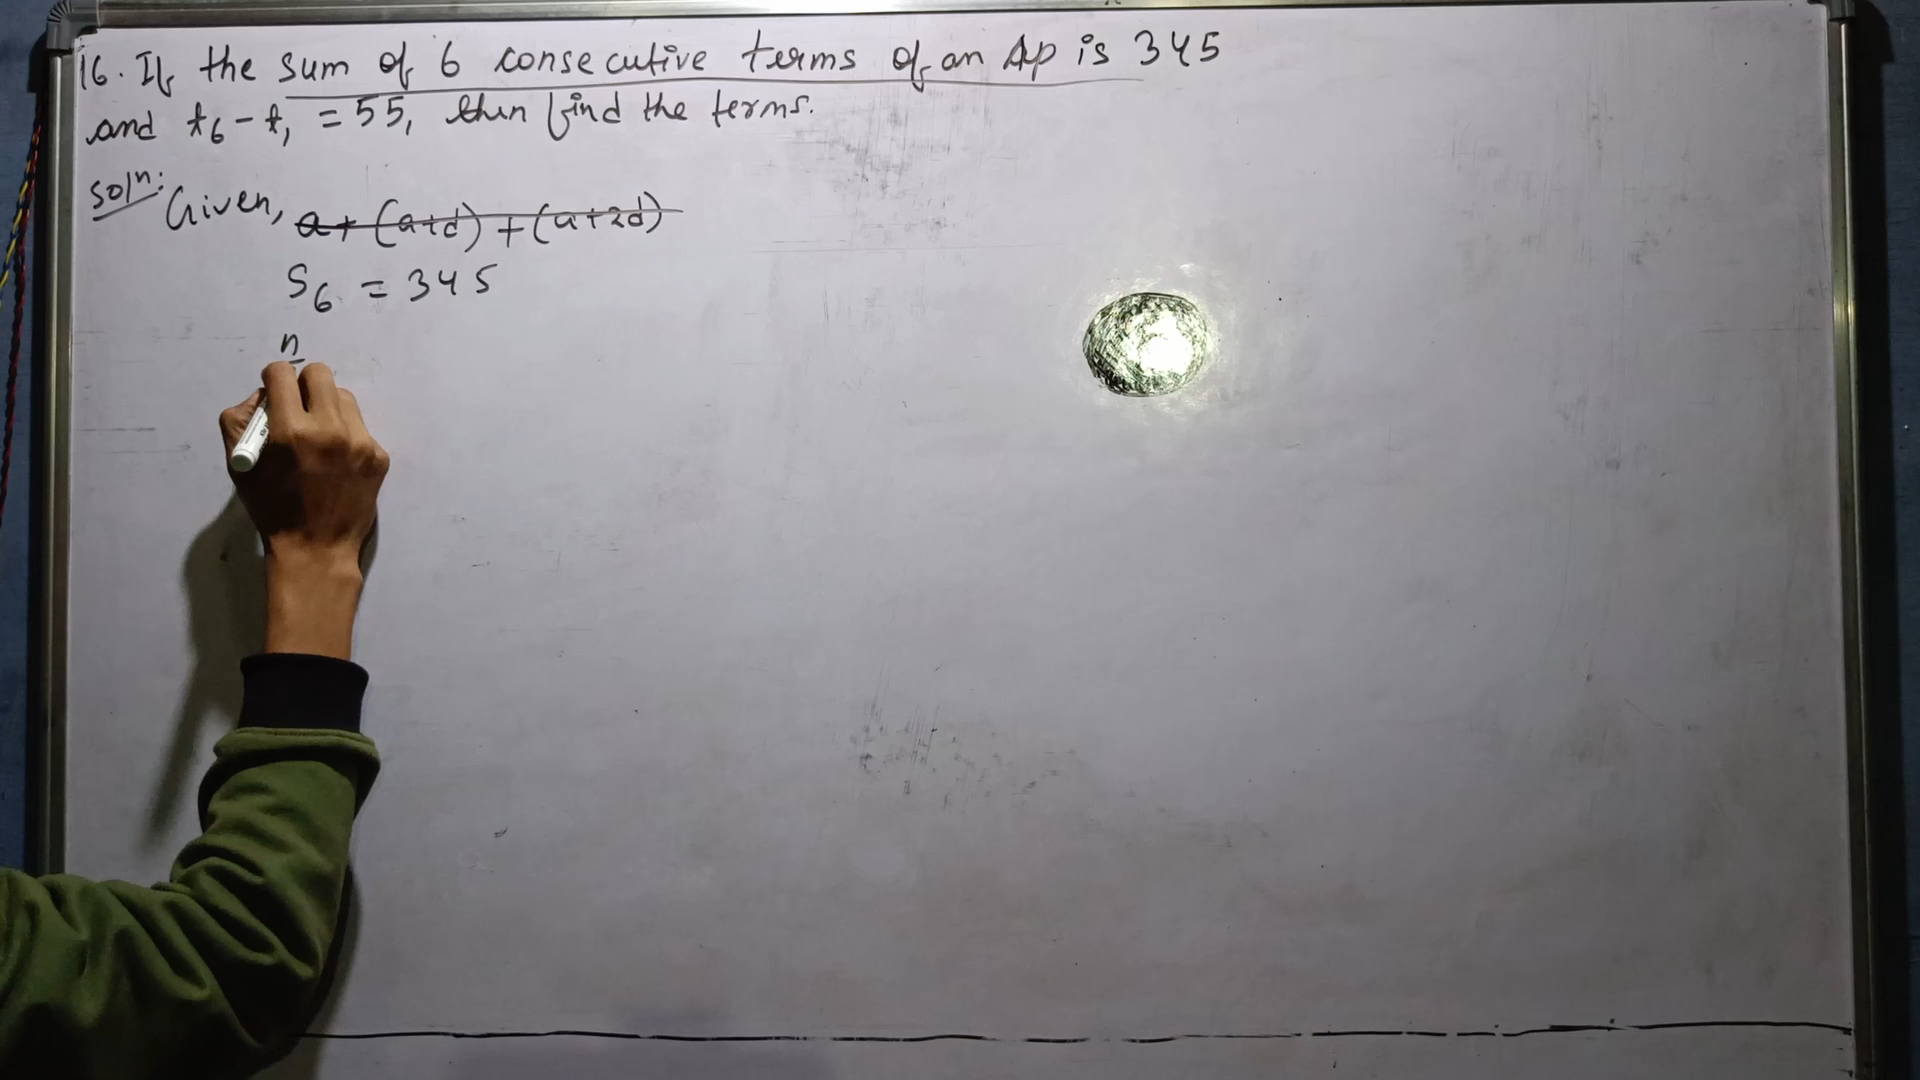 16. If the sum of 6 consecutive terms of an Ap is 345
and t₆ - t₁ = 55, then find the terms.
Solⁿ: Given, a+ (a+d) + (a+2d)
S₆ = 345
n